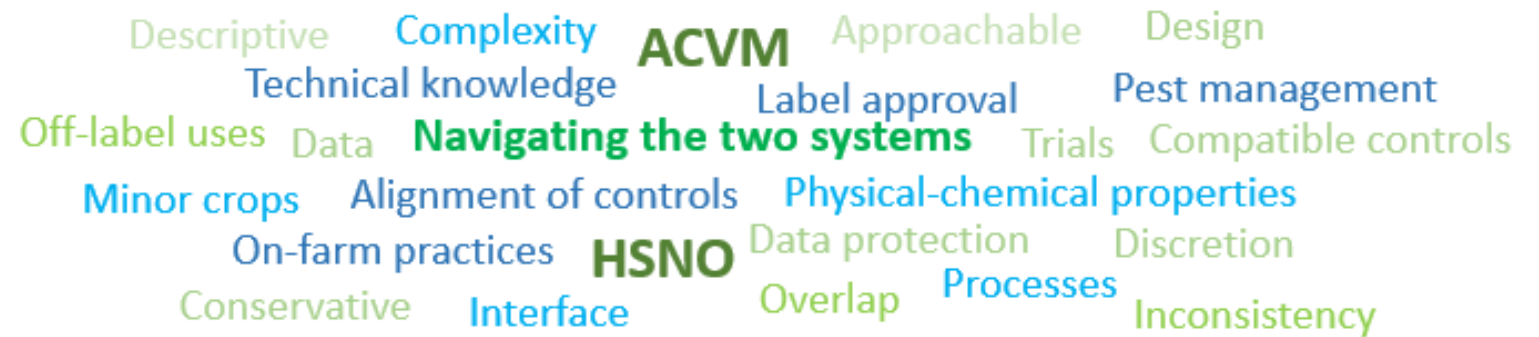 Descriptive Complexity ACVM Approachable Design
Technical knowledge Label approval Pest management
Off-label uses Data Navigating the two systems Trials Compatible controls
Minor crops Alignment of controls Physical-chemical properties
On-farm practices HSNO Data protection Discretion
Conservative Interface Overlap Processes Inconsistency